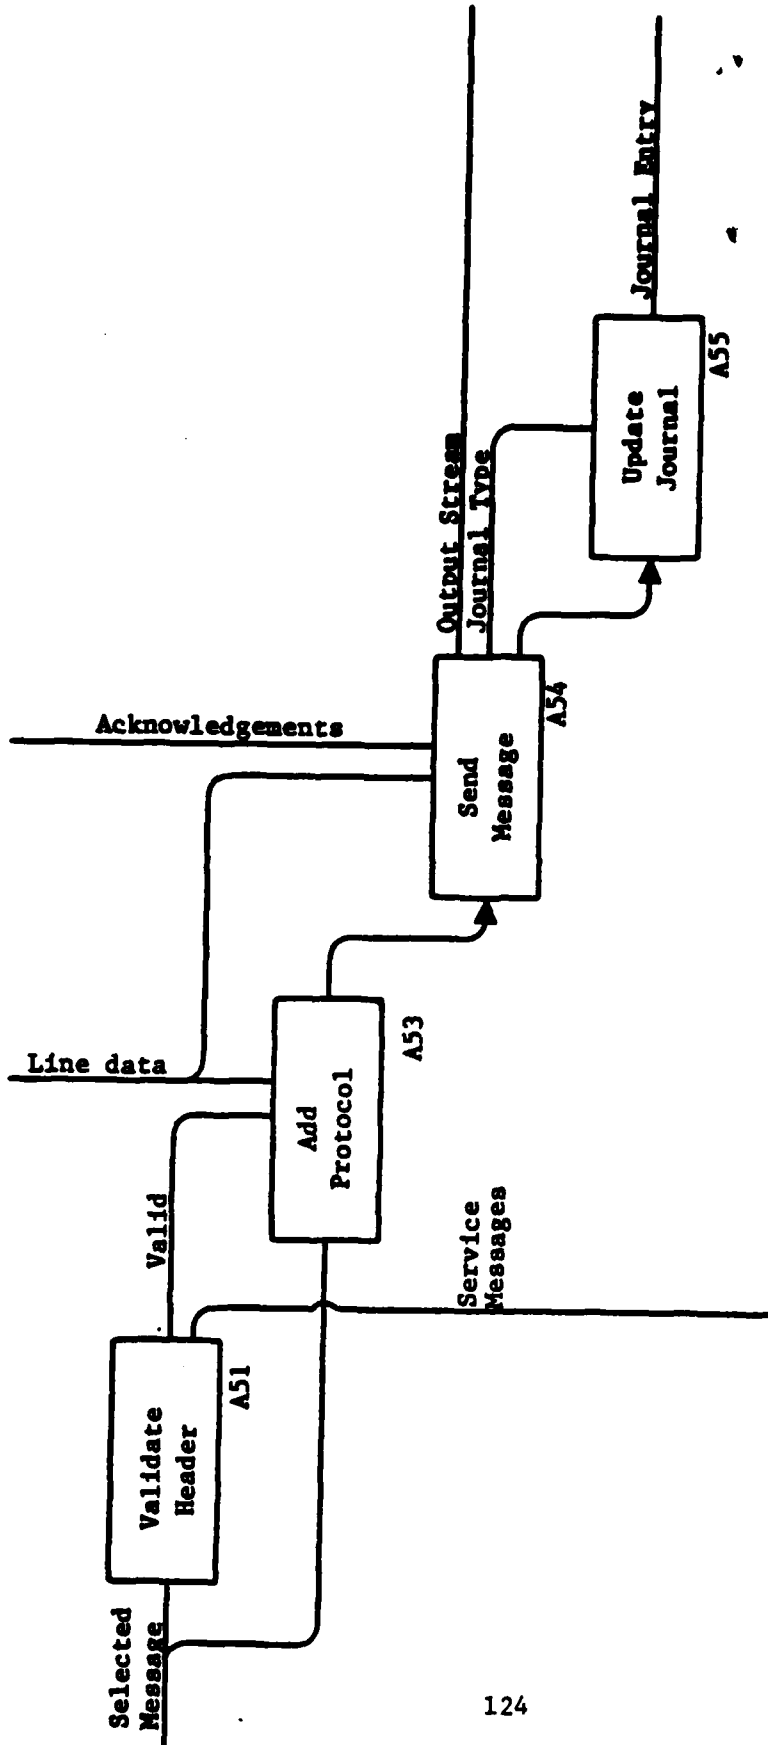 Selected
Message
Validate
Header
A51
Valid
Service
Messages
Line data
Add
Protocol
A53
Acknowledgements
Send
Message
A54
Output Stream
Journal Type
Update
Journal
A55
Journal Entry
124